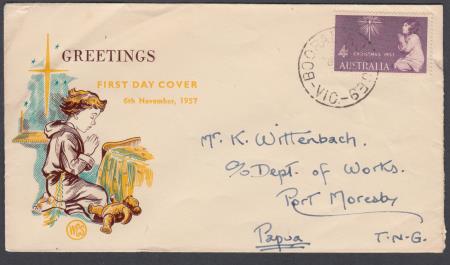 GREETINGS
FIRST DAY COVER
6th November, 1957
WCS
4D
CHRISTMAS 1957
AUSTRALIA
VIC.-
Mr. K. Wittenbach.
c/o Dept. of Works.
Port Moresby
Papua T.N.G.